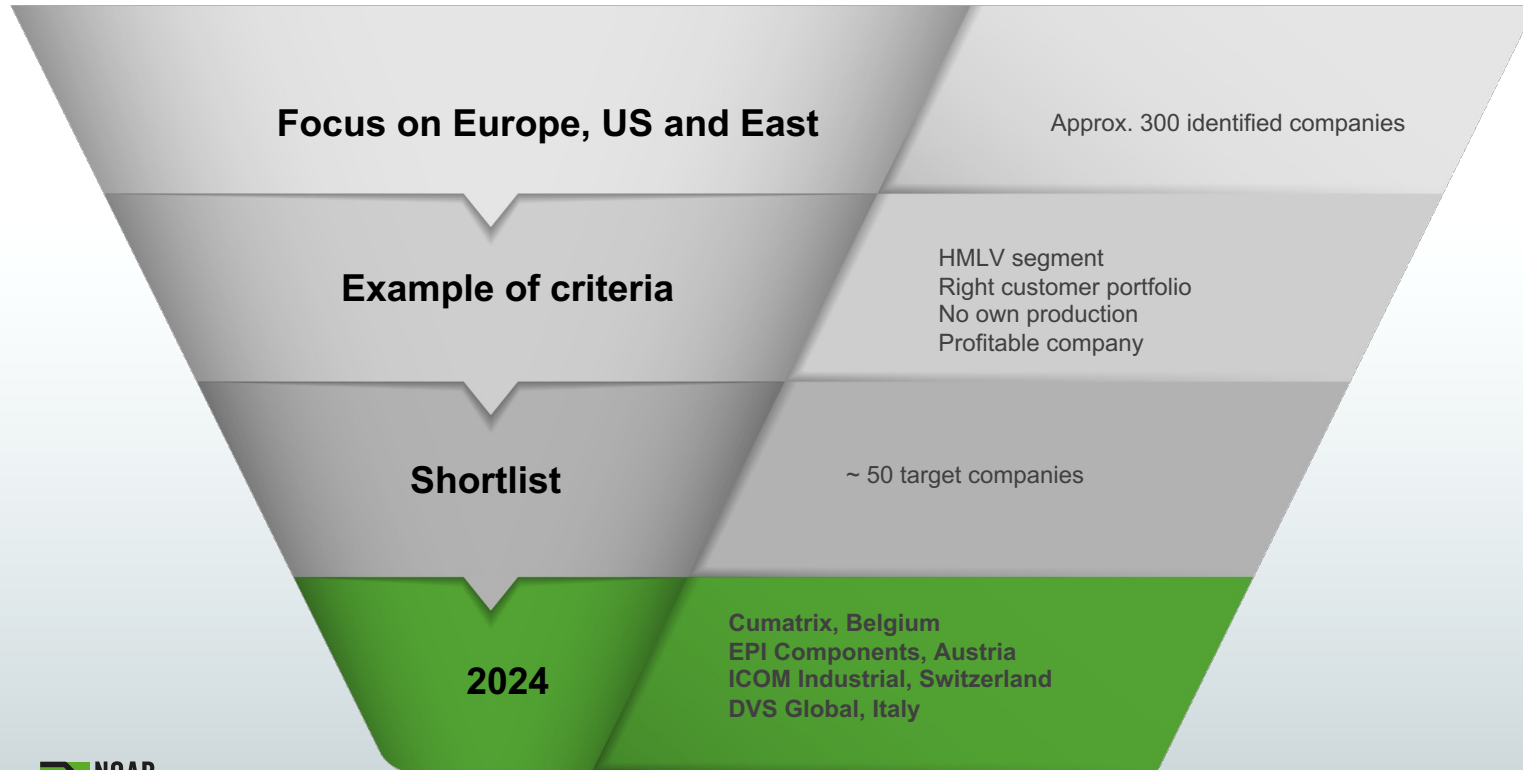 Focus on Europe, US and East
Approx. 300 identified companies
Example of criteria
HMLV segment
Right customer portfolio
No own production
Profitable company
Shortlist
~ 50 target companies
2024
Cumatrix, Belgium
EPI Components, Austria
ICOM Industrial, Switzerland
DVS Global, Italy